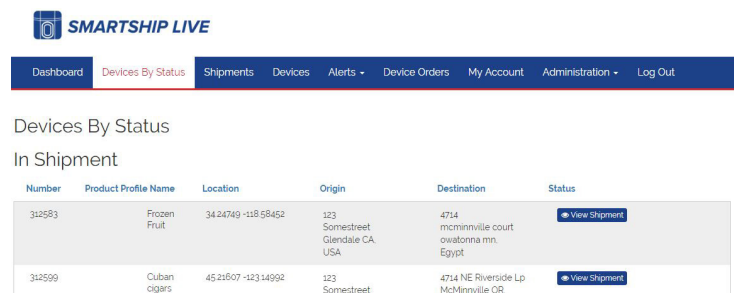 SMARTSHIP LIVE
Dashboard Devices By Status Shipments Devices Alerts Device Orders My Account Administration Log Out
Devices By Status
In Shipment
Number Product Profile Name Location Origin Destination Status
312583 Frozen 34.24749 -118.58452 123 4714 View Shipment
Fruit Somestreet mcminnville court
Glendale CA. owatonna mn.
USA Egypt
312599 Cuban 45.21607 -123.14992 123 4714 NE Riverside Lp View Shipment
cigars Somestreet McMinnville OR